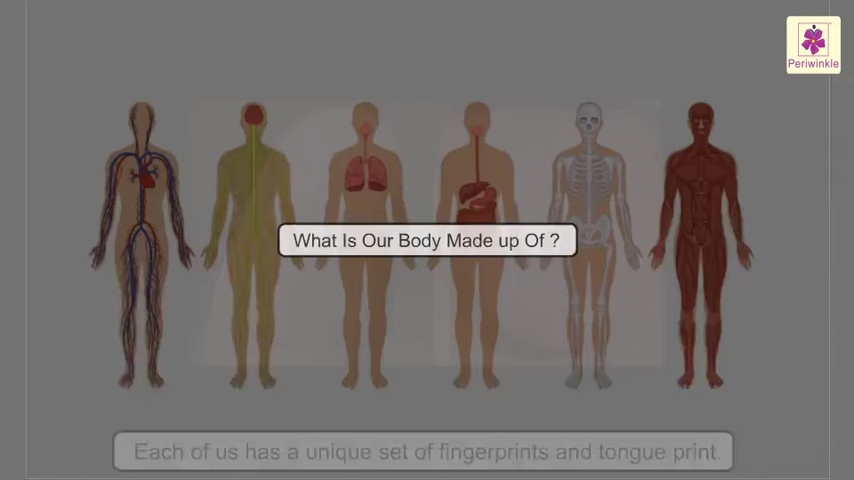 Periwinkle
What Is Our Body Made up Of ?
Each of us has a unique set of fingerprints and tongue print.